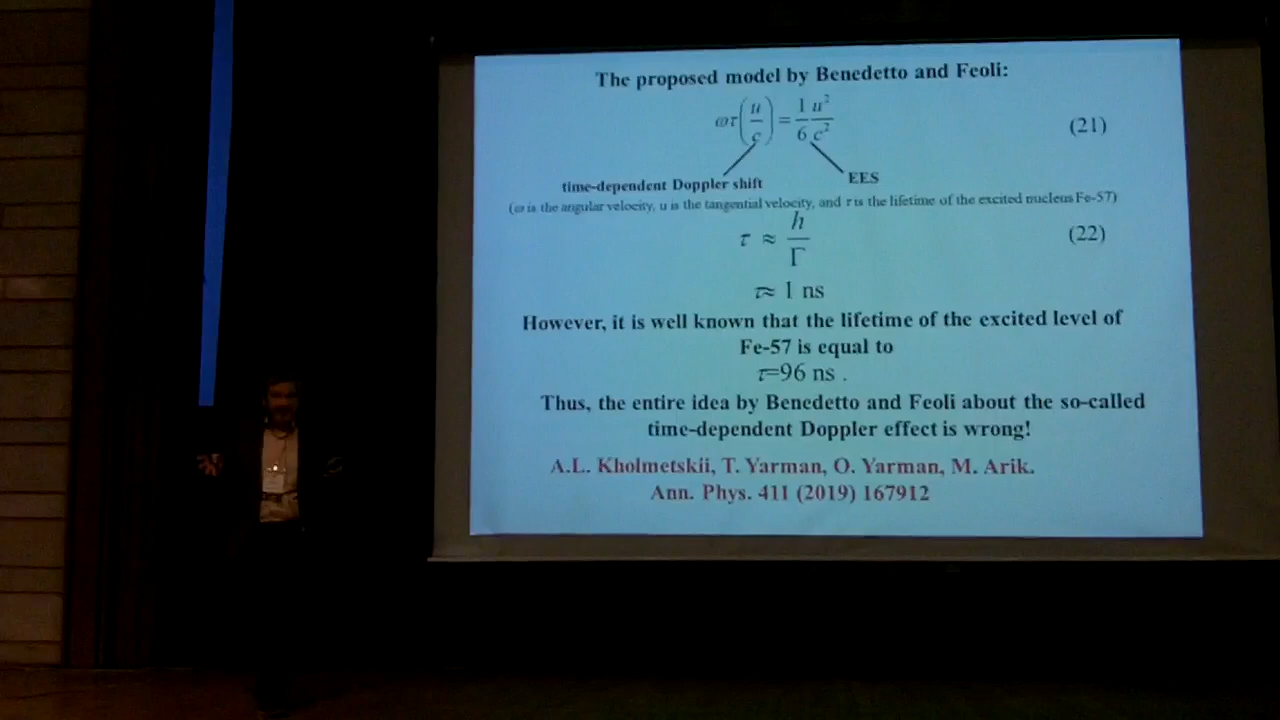 The proposed model by Benedetto and Feoli:
ωτ(u/c) = 1/6 u²/c² (21)
time-dependent Doppler shift
EES
(ω is the angular velocity, u is the tangential velocity, and τ is the lifetime of the excited nucleus Fe-57)
τ ≈ h/Γ (22)
τ≈ 1 ns
However, it is well known that the lifetime of the excited level of
Fe-57 is equal to
τ=96 ns .
Thus, the entire idea by Benedetto and Feoli about the so-called
time-dependent Doppler effect is wrong!
A.L. Kholmetskii, T. Yarman, O. Yarman, M. Arik.
Ann. Phys. 411 (2019) 167912